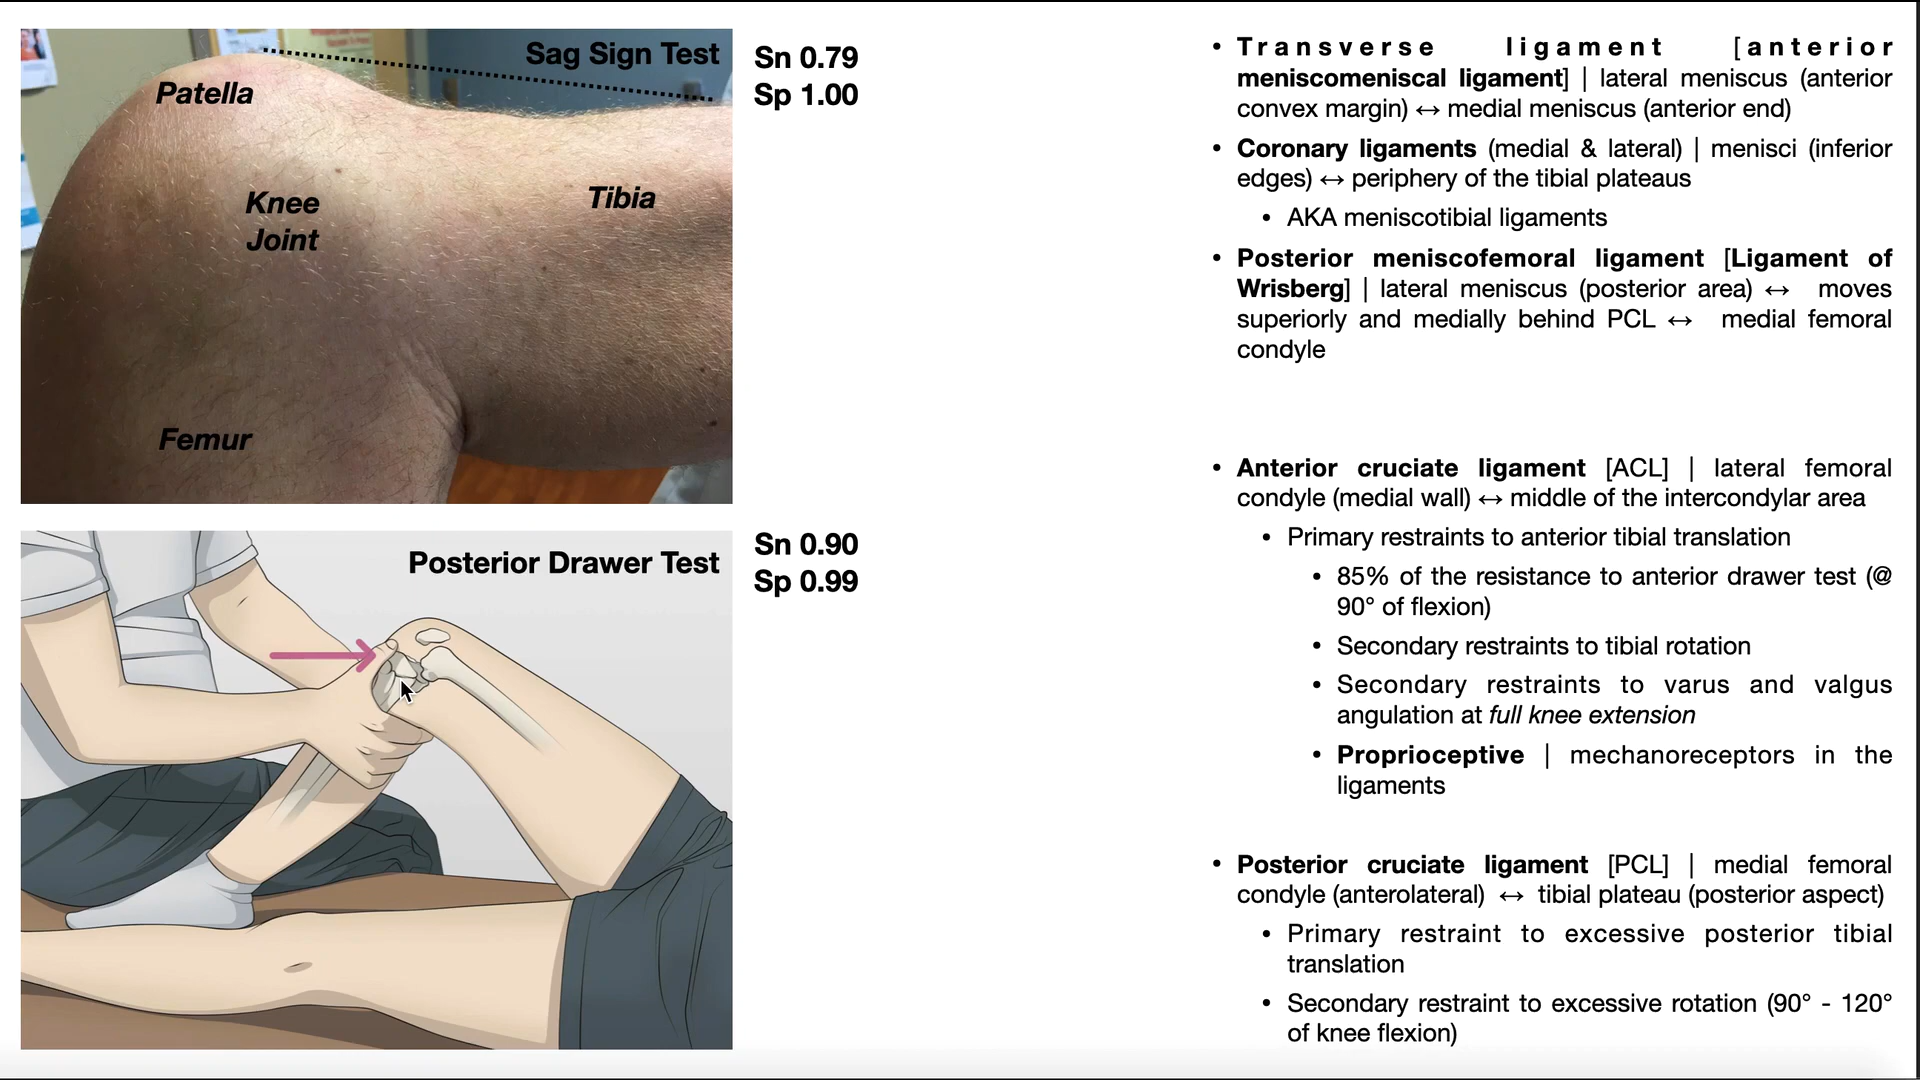 Sag Sign Test
Patella
Knee
Joint
Tibia
Femur
Sn 0.79
Sp 1.00
Posterior Drawer Test
Sn 0.90
Sp 0.99
• Transverse ligament [anterior
meniscomeniscal ligament] | lateral meniscus (anterior
convex margin) ↔ medial meniscus (anterior end)
• Coronary ligaments (medial & lateral) | menisci (inferior
edges) ↔ periphery of the tibial plateaus
• AKA meniscotibial ligaments
• Posterior meniscofemoral ligament [Ligament of
Wrisberg] | lateral meniscus (posterior area) ↔ moves
superiorly and medially behind PCL ↔ medial femoral
condyle
• Anterior cruciate ligament [ACL] | lateral femoral
condyle (medial wall) ↔ middle of the intercondylar area
• Primary restraints to anterior tibial translation
• 85% of the resistance to anterior drawer test (@
90° of flexion)
• Secondary restraints to tibial rotation
• Secondary restraints to varus and valgus
angulation at full knee extension
• Proprioceptive | mechanoreceptors in the
ligaments
• Posterior cruciate ligament [PCL] | medial femoral
condyle (anterolateral) ↔ tibial plateau (posterior aspect)
• Primary restraint to excessive posterior tibial
translation
• Secondary restraint to excessive rotation (90° - 120°
of knee flexion)